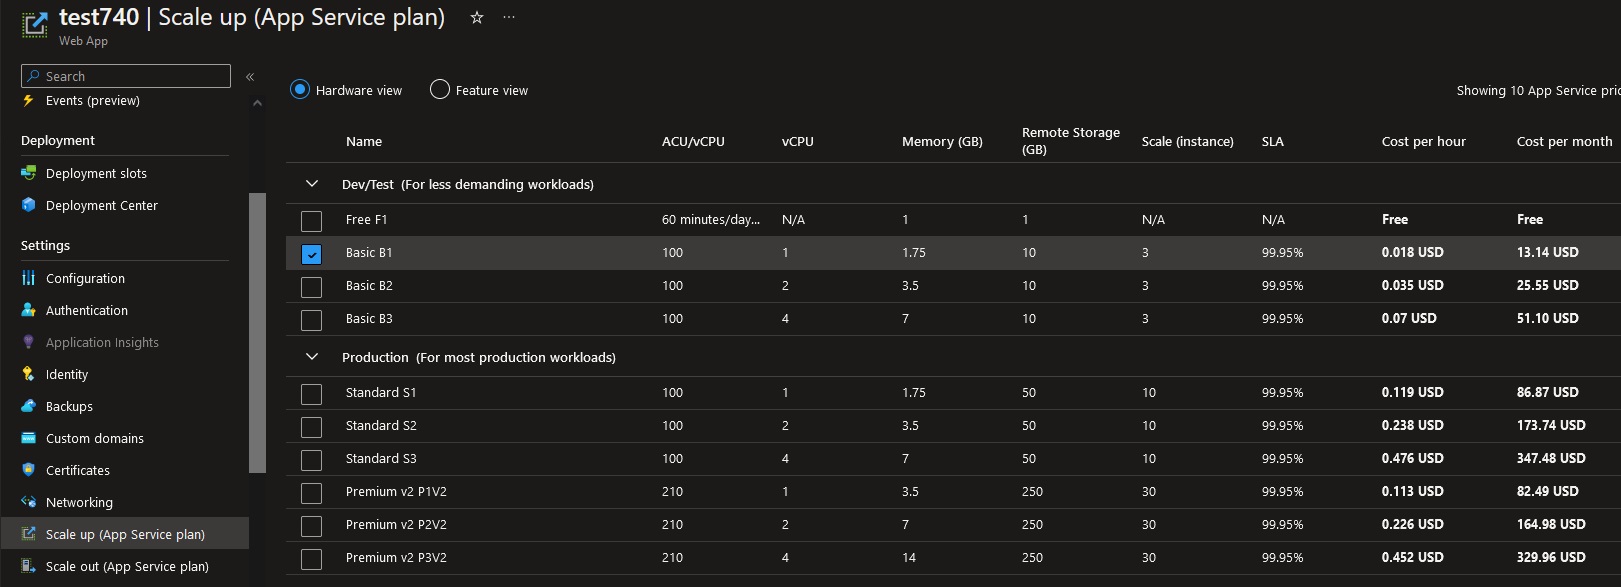 test740 | Scale up (App Service plan) ☆ ...
Web App
Search «
Events (preview)
Deployment
Deployment slots
Deployment Center
Settings
Configuration
Authentication
Application Insights
Identity
Backups
Custom domains
Certificates
Networking
Scale up (App Service plan)
Scale out (App Service plan)
Hardware view Feature view
Showing 10 App Service pric
Name ACU/vCPU vCPU Memory (GB) Remote Storage (GB) Scale (instance) SLA Cost per hour Cost per month
Dev/Test (For less demanding workloads)
Free F1 60 minutes/day... N/A 1 1 N/A N/A Free Free
Basic B1 100 1 1.75 10 3 99.95% 0.018 USD 13.14 USD
Basic B2 100 2 3.5 10 3 99.95% 0.035 USD 25.55 USD
Basic B3 100 4 7 10 3 99.95% 0.07 USD 51.10 USD
Production (For most production workloads)
Standard S1 100 1 1.75 50 10 99.95% 0.119 USD 86.87 USD
Standard S2 100 2 3.5 50 10 99.95% 0.238 USD 173.74 USD
Standard S3 100 4 7 50 10 99.95% 0.476 USD 347.48 USD
Premium v2 P1V2 210 1 3.5 250 30 99.95% 0.113 USD 82.49 USD
Premium v2 P2V2 210 2 7 250 30 99.95% 0.226 USD 164.98 USD
Premium v2 P3V2 210 4 14 250 30 99.95% 0.452 USD 329.96 USD